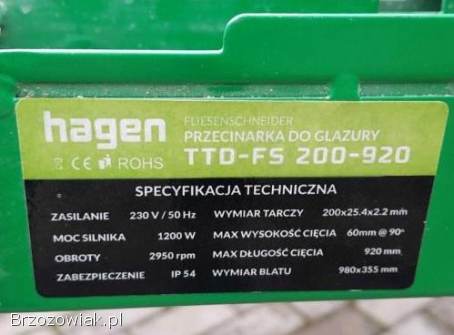 hagen
FLIESENSCHNEIDER
PRZECINARKA DO GLAZURY
CE ROHS
TTD-FS 200-920
SPECYFIKACJA TECHNICZNA
ZASILANIE 230 V / 50 Hz WYMIAR TARCZY 200x25.4x2.2 mm
MOC SILNIKA 1200 W MAX WYSOKOŚĆ CIĘCIA 60mm @ 90°
OBROTY 2950 rpm MAX DŁUGOŚĆ CIĘCIA 920 mm
ZABEZPIECZENIE IP 54 WYMIAR BLATU 980x355 mm
Brzozowiak.pl